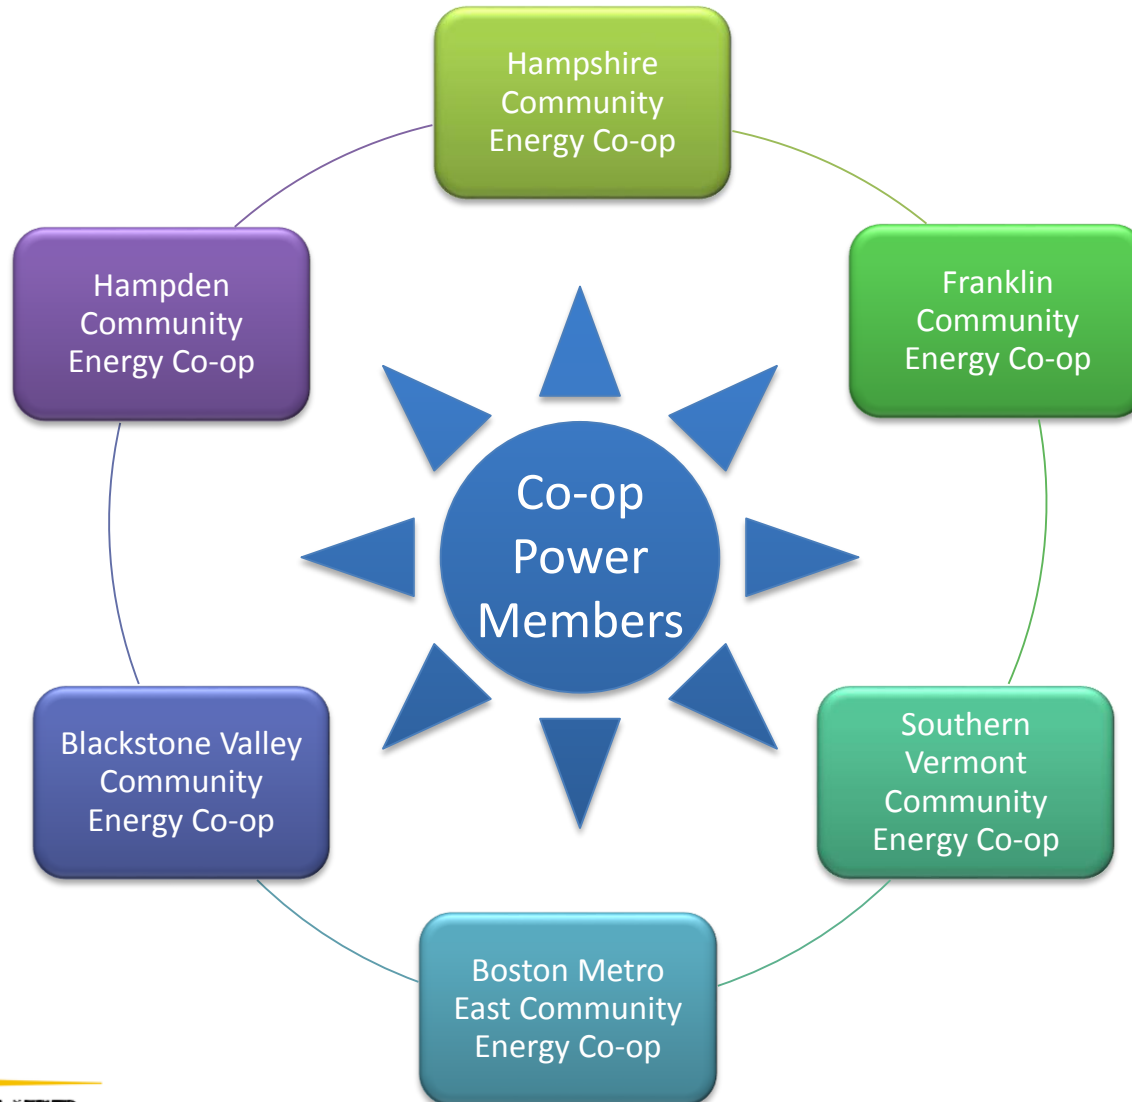 Hampshire
Community
Energy Co-op
Hampden
Community
Energy Co-op
Franklin
Community
Energy Co-op
Co-op
Power
Members
Blackstone Valley
Community
Energy Co-op
Southern
Vermont
Community
Energy Co-op
Boston Metro
East Community
Energy Co-op